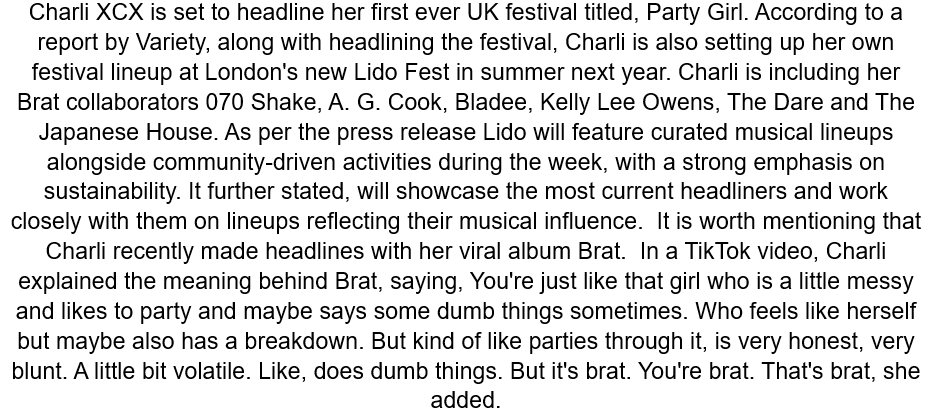 Charli XCX is set to headline her first ever UK festival titled, Party Girl. According to a
report by Variety, along with headlining the festival, Charli is also setting up her own
festival lineup at London's new Lido Fest in summer next year. Charli is including her
Brat collaborators 070 Shake, A. G. Cook, Bladee, Kelly Lee Owens, The Dare and The
Japanese House. As per the press release Lido will feature curated musical lineups
alongside community-driven activities during the week, with a strong emphasis on
sustainability. It further stated, will showcase the most current headliners and work
closely with them on lineups reflecting their musical influence.  It is worth mentioning that
Charli recently made headlines with her viral album Brat.  In a TikTok video, Charli
explained the meaning behind Brat, saying, You're just like that girl who is a little messy
and likes to party and maybe says some dumb things sometimes. Who feels like herself
but maybe also has a breakdown. But kind of like parties through it, is very honest, very
blunt. A little bit volatile. Like, does dumb things. But it's brat. You're brat. That's brat, she
added.